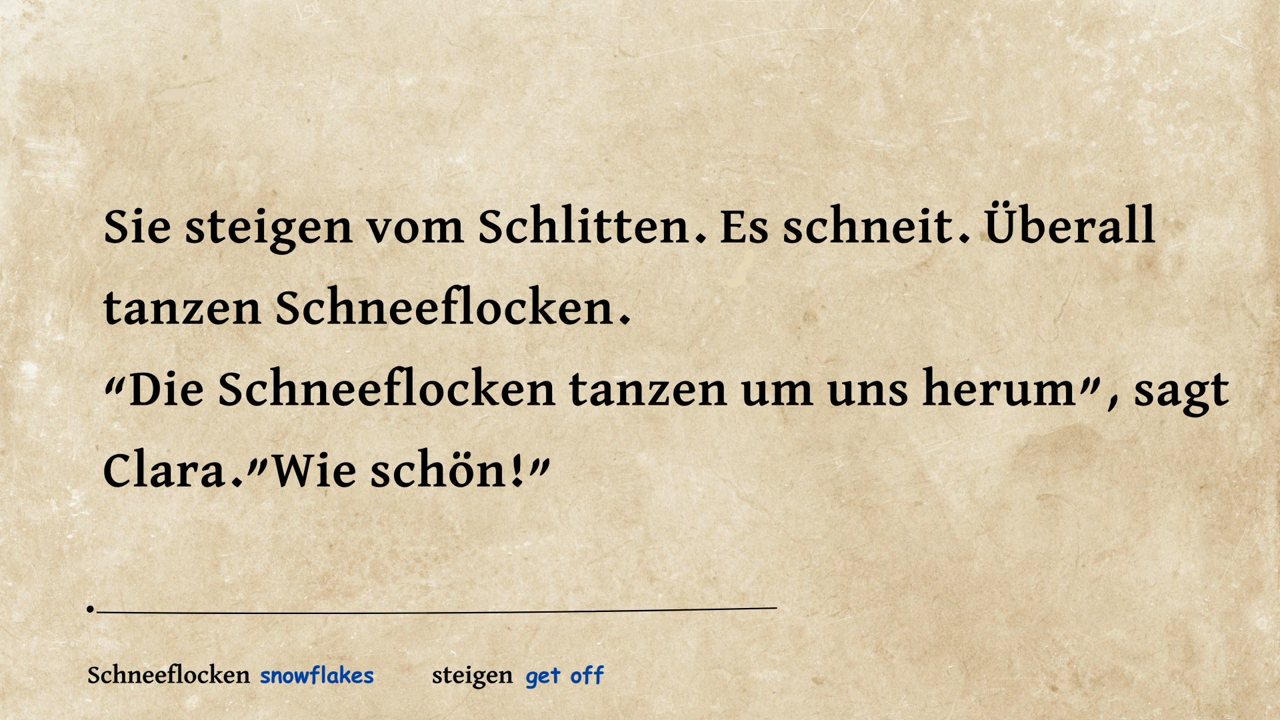 Sie steigen vom Schlitten. Es schneit. Überall
tanzen Schneeflocken.
“Die Schneeflocken tanzen um uns herum”, sagt
Clara.”Wie schön!”
Schneeflocken snowflakes steigen get off